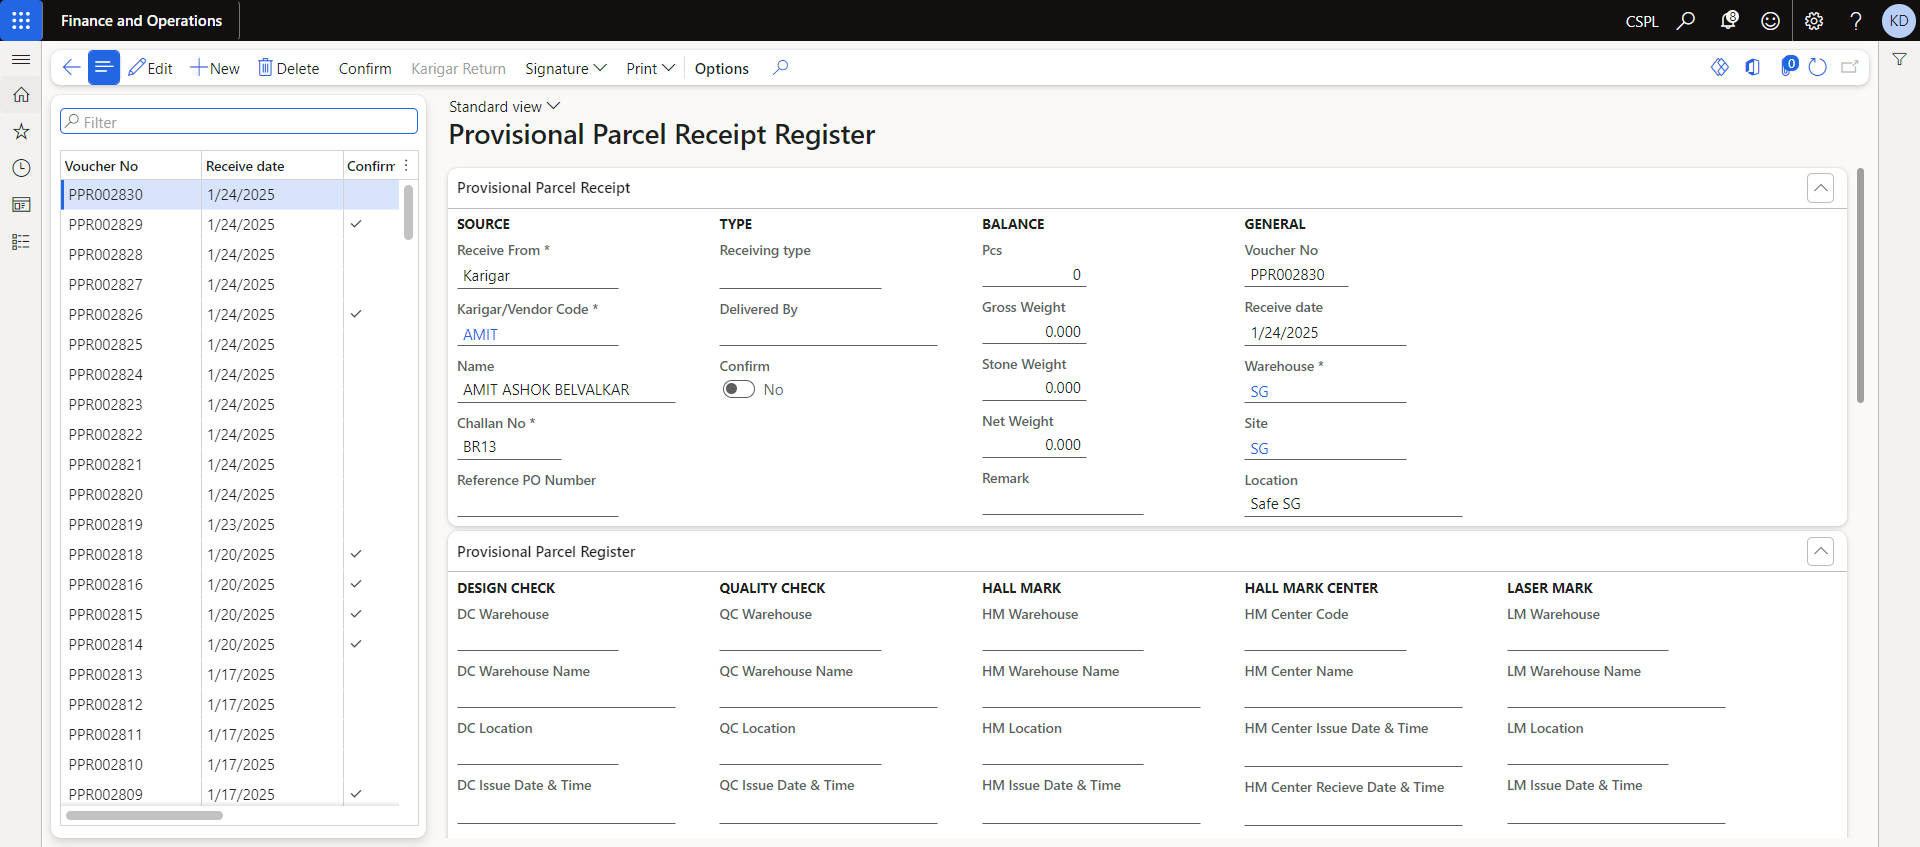 Finance and Operations
CSPL
8
KD
Edit
New
Delete
Confirm
Karigar Return
Signature
Print
Options
0
Filter
Voucher No Receive date Confirm
PPR002830 1/24/2025
PPR002829 1/24/2025
PPR002828 1/24/2025
PPR002827 1/24/2025
PPR002826 1/24/2025
PPR002825 1/24/2025
PPR002824 1/24/2025
PPR002823 1/24/2025
PPR002822 1/24/2025
PPR002821 1/24/2025
PPR002820 1/24/2025
PPR002819 1/23/2025
PPR002818 1/20/2025
PPR002816 1/20/2025
PPR002815 1/20/2025
PPR002814 1/20/2025
PPR002813 1/17/2025
PPR002812 1/17/2025
PPR002811 1/17/2025
PPR002810 1/17/2025
PPR002809 1/17/2025
Standard view
Provisional Parcel Receipt Register
Provisional Parcel Receipt
SOURCE
Receive From *
Karigar
Karigar/Vendor Code *
AMIT
Name
AMIT ASHOK BELVALKAR
Challan No *
BR13
Reference PO Number
TYPE
Receiving type
Delivered By
Confirm
No
BALANCE
Pcs
0
Gross Weight
0.000
Stone Weight
0.000
Net Weight
0.000
Remark
GENERAL
Voucher No
PPR002830
Receive date
1/24/2025
Warehouse *
SG
Site
SG
Location
Safe SG
Provisional Parcel Register
DESIGN CHECK
DC Warehouse
DC Warehouse Name
DC Location
DC Issue Date & Time
QUALITY CHECK
QC Warehouse
QC Warehouse Name
QC Location
QC Issue Date & Time
HALL MARK
HM Warehouse
HM Warehouse Name
HM Location
HM Issue Date & Time
HALL MARK CENTER
HM Center Code
HM Center Name
HM Center Issue Date & Time
HM Center Recieve Date & Time
LASER MARK
LM Warehouse
LM Warehouse Name
LM Location
LM Issue Date & Time